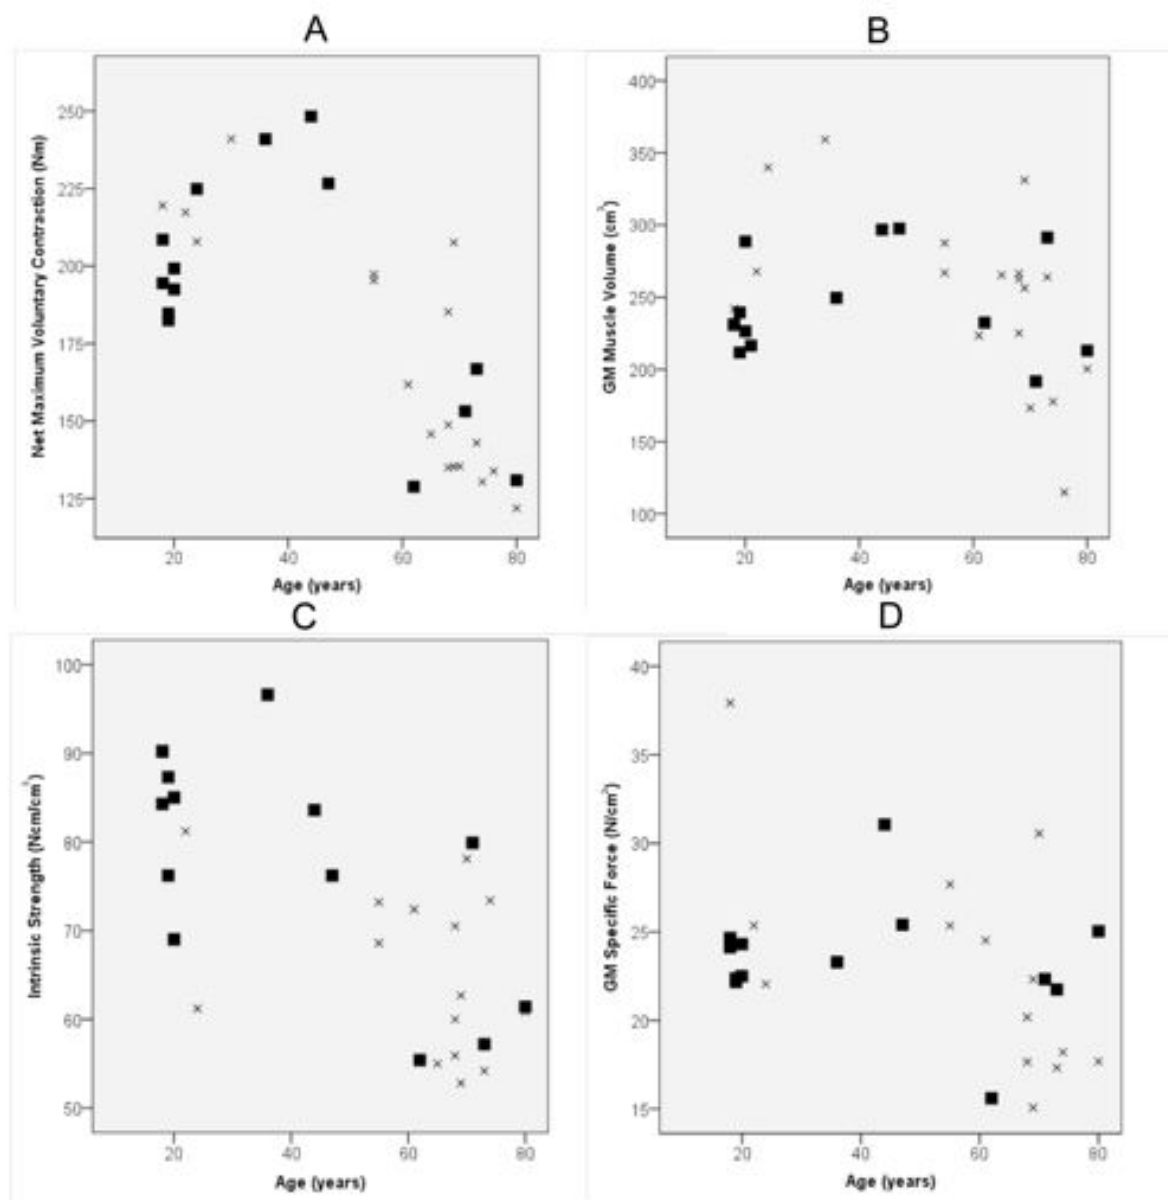 A
B
Net Maximum Voluntary Contraction (Nm)
250
225
200
175
150
125
20 40 60 80
Age (years)
GM Muscle Volume (cm³)
400
350
300
250
200
150
100
20 40 60 80
Age (years)
C
D
Intrinsic Strength (Ncm/cm³)
100
90
80
70
60
50
20 40 60 80
Age (years)
GM Specific Force (N/cm²)
40
35
30
25
20
15
20 40 60 80
Age (years)